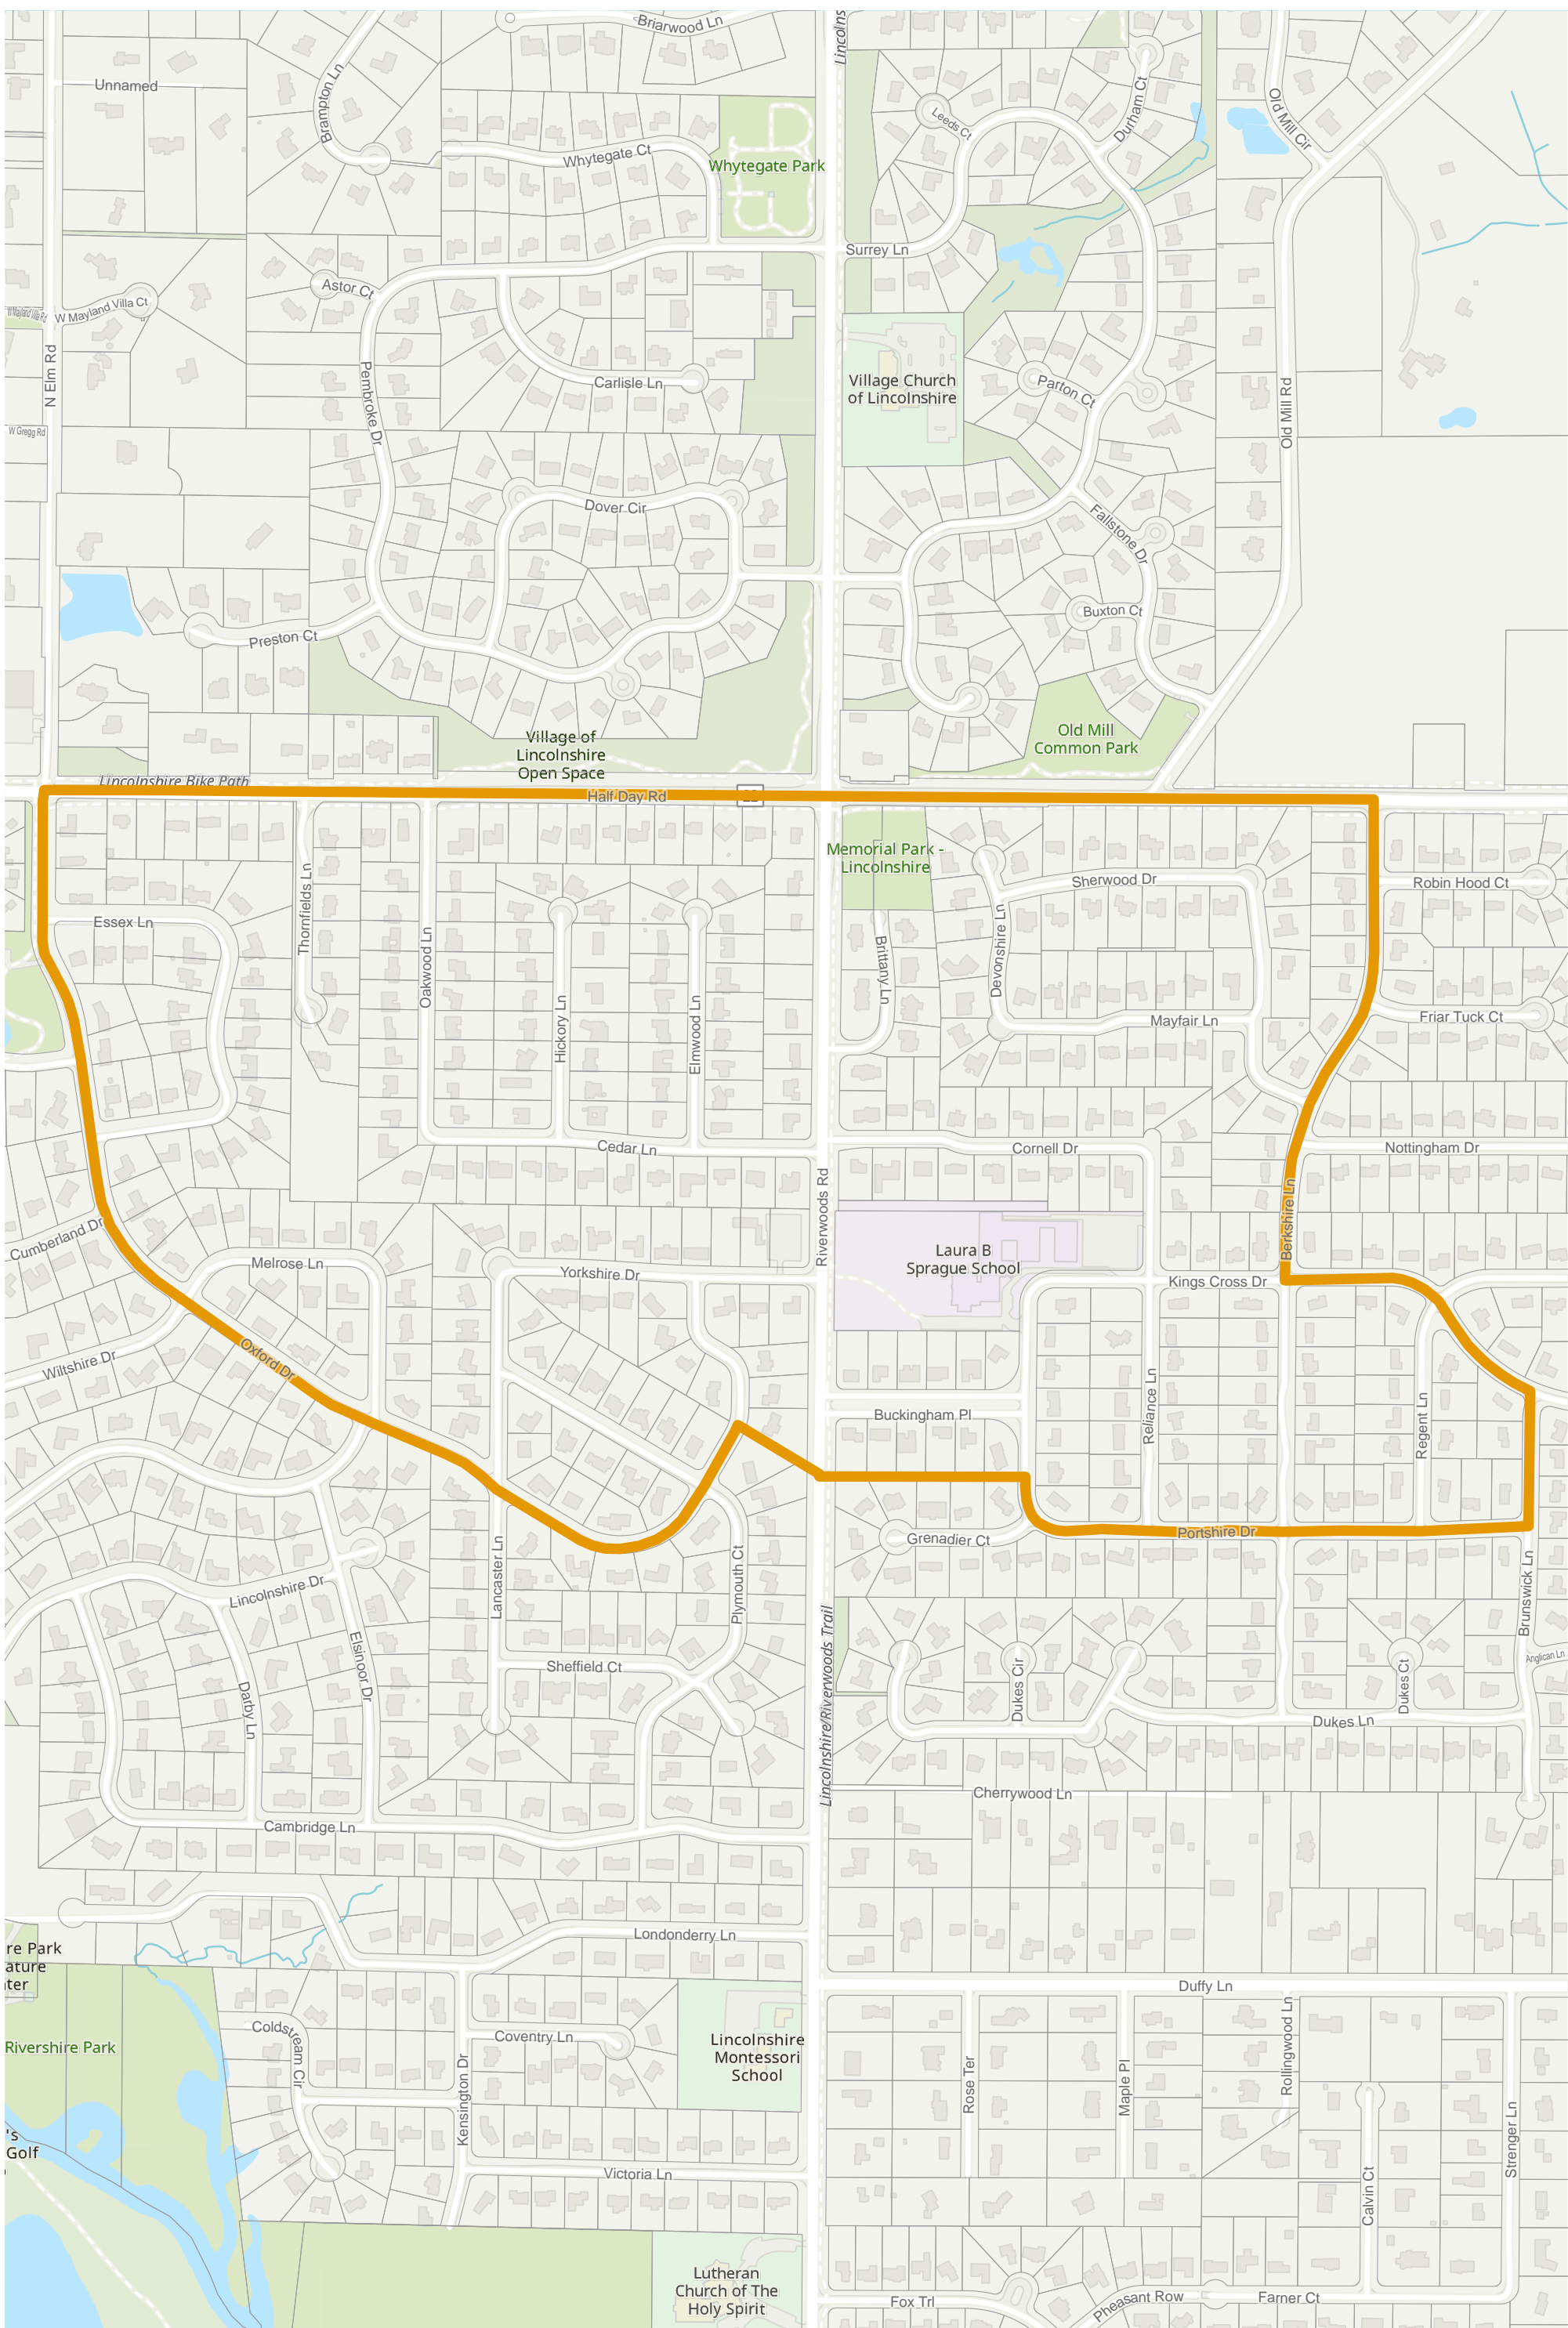 Briarwood Ln
Lincolns
Unnamed
Brampton Ln
Leeds Ct
Durham Ct
Old Mill Cir
Whytegate Ct
Whytegate Park
Surrey Ln
Astor Ct
W Mayland Villa Rd
W Mayland Villa Ct
N Elm Rd
Pembroke Dr
Carlisle Ln
Village Church
of Lincolnshire
Parton Ct
Old Mill Rd
W Gregg Rd
Dover Cir
Fallstone Dr
Buxton Ct
Preston Ct
Village of
Lincolnshire
Open Space
Old Mill
Common Park
Lincolnshire Bike Path
Half Day Rd
22
Memorial Park -
Lincolnshire
Sherwood Dr
Robin Hood Ct
Essex Ln
Thornfields Ln
Oakwood Ln
Hickory Ln
Elmwood Ln
Brittany Ln
Devonshire Ln
Mayfair Ln
Friar Tuck Ct
Cedar Ln
Cornell Dr
Nottingham Dr
Riverwoods Rd
Berkshire Ln
Cumberland Dr
Melrose Ln
Yorkshire Dr
Laura B
Sprague School
Kings Cross Dr
Wiltshire Dr
Oxford Dr
Buckingham Pl
Reliance Ln
Regent Ln
Grenadier Ct
Portshire Dr
Lincolnshire Dr
Lancaster Ln
Plymouth Ct
Brunswick Ln
Elsinoor Dr
Darby Ln
Sheffield Ct
Lincolnshire/Riverwoods Trail
Dukes Cir
Dukes Ct
Anglican Ln
Dukes Ln
Cherrywood Ln
Cambridge Ln
Londonderry Ln
re Park
ature
ter
Duffy Ln
Rivershire Park
Coldstream Cir
Coventry Ln
Kensington Dr
Lincolnshire
Montessori
School
Rose Ter
Maple Pl
Rollingwood Ln
Strenger Ln
's
Golf
Victoria Ln
Calvin Ct
Lutheran
Church of The
Holy Spirit
Fox Trl
Pheasant Row
Farner Ct